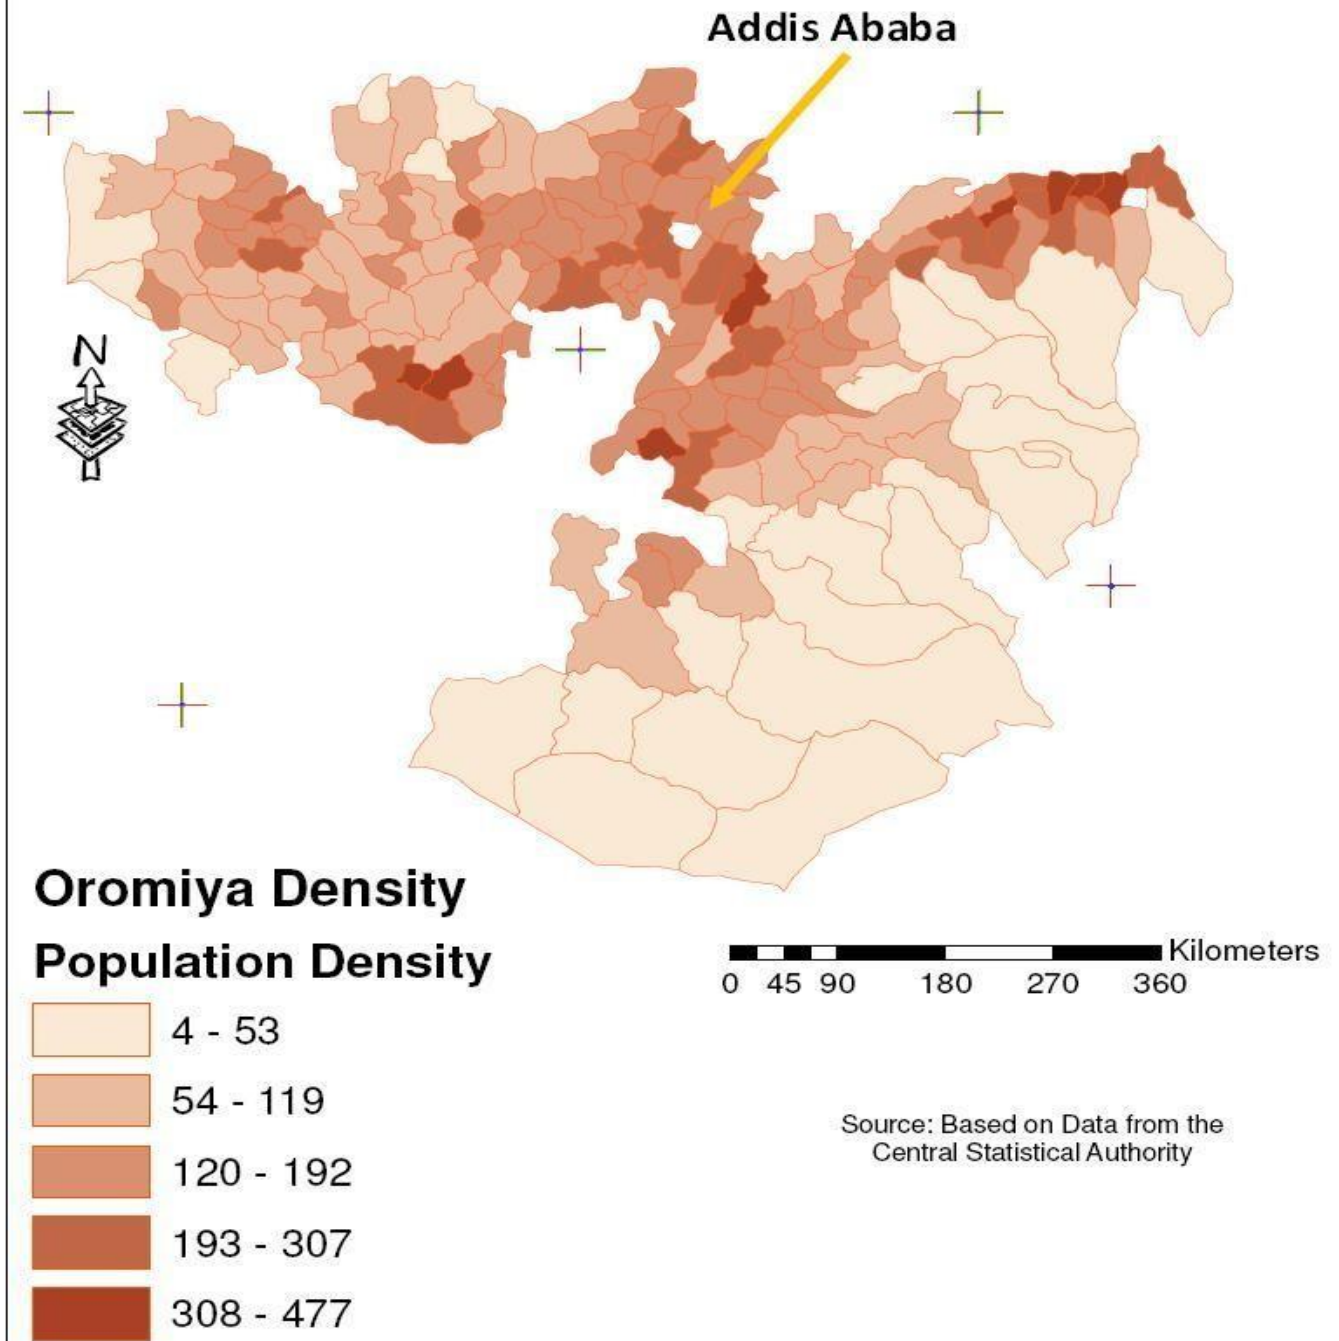 Addis Ababa
N
Oromiya Density
Population Density
4 - 53
54 - 119
120 - 192
193 - 307
308 - 477
Kilometers
0 45 90 180 270 360
Source: Based on Data from the
Central Statistical Authority